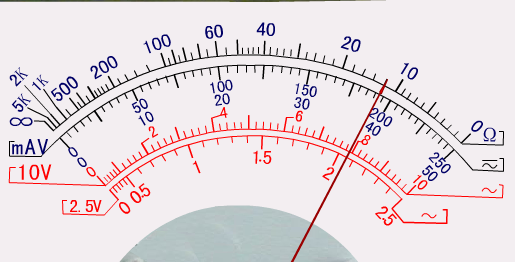 ∞ 5K 2K 1K 500 200 100 60 40 20 10 0 Ω
mAV 0 50 100 150 200 250
0 10 20 30 40 50
10V 0 2 4 6 8 10 ~
2.5V 0 0.5 1 1.5 2 2.5 ~